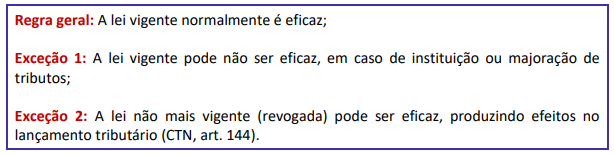 Regra geral: A lei vigente normalmente é eficaz;
Exceção 1: A lei vigente pode não ser eficaz, em caso de instituição ou majoração de
tributos;
Exceção 2: A lei não mais vigente (revogada) pode ser eficaz, produzindo efeitos no
lançamento tributário (CTN, art. 144).